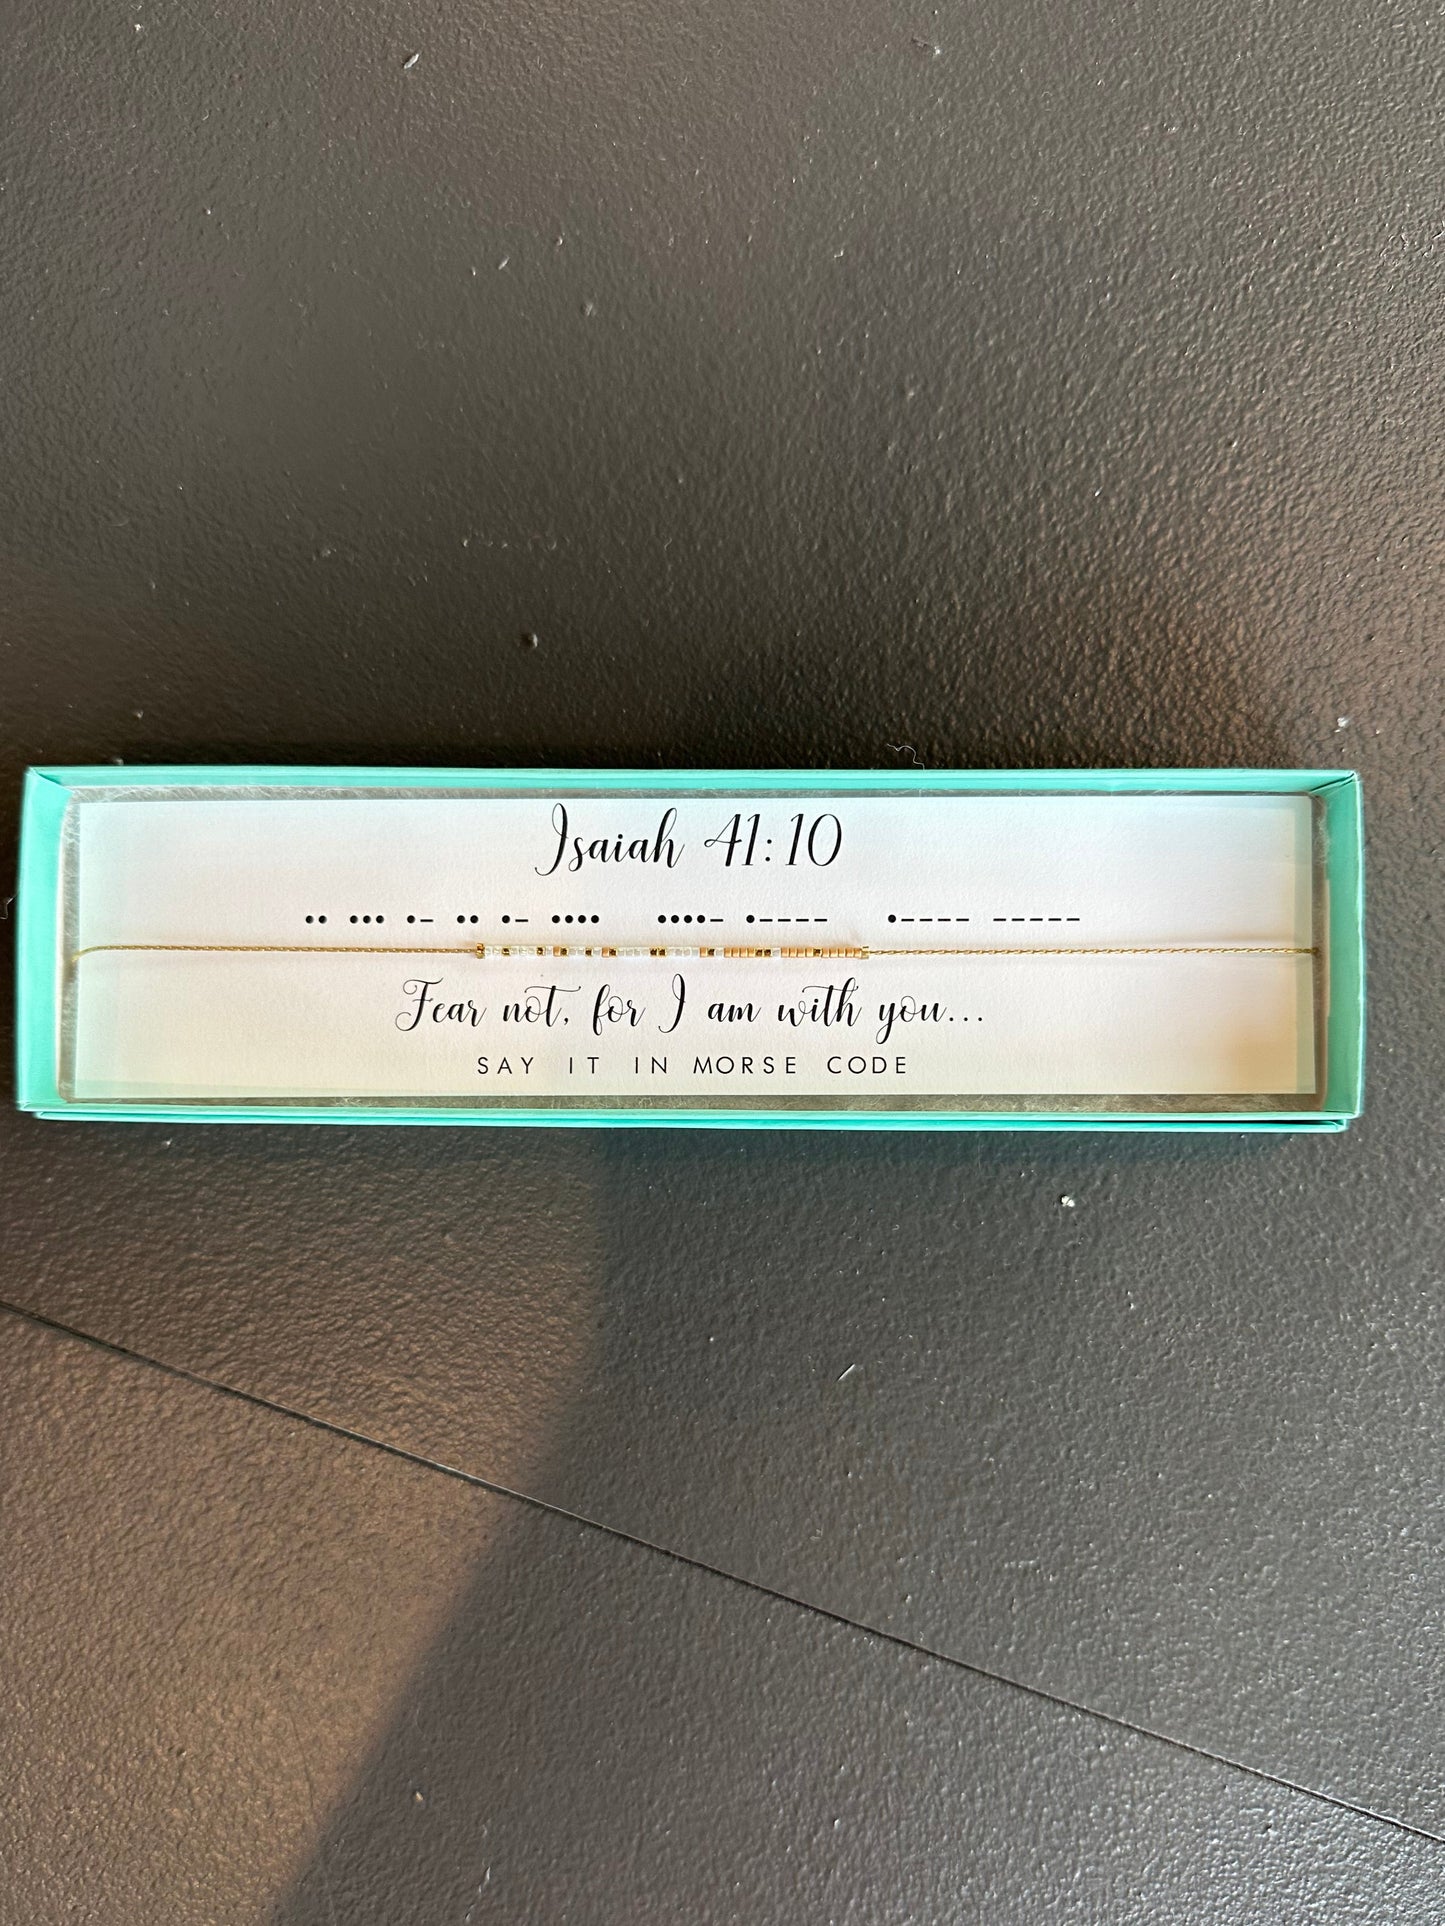 Isaiah 41:10
•• ••• •– •• •– •••• ••••– •–––– •–––– –––––
Fear not, for I am with you...
SAY IT IN MORSE CODE